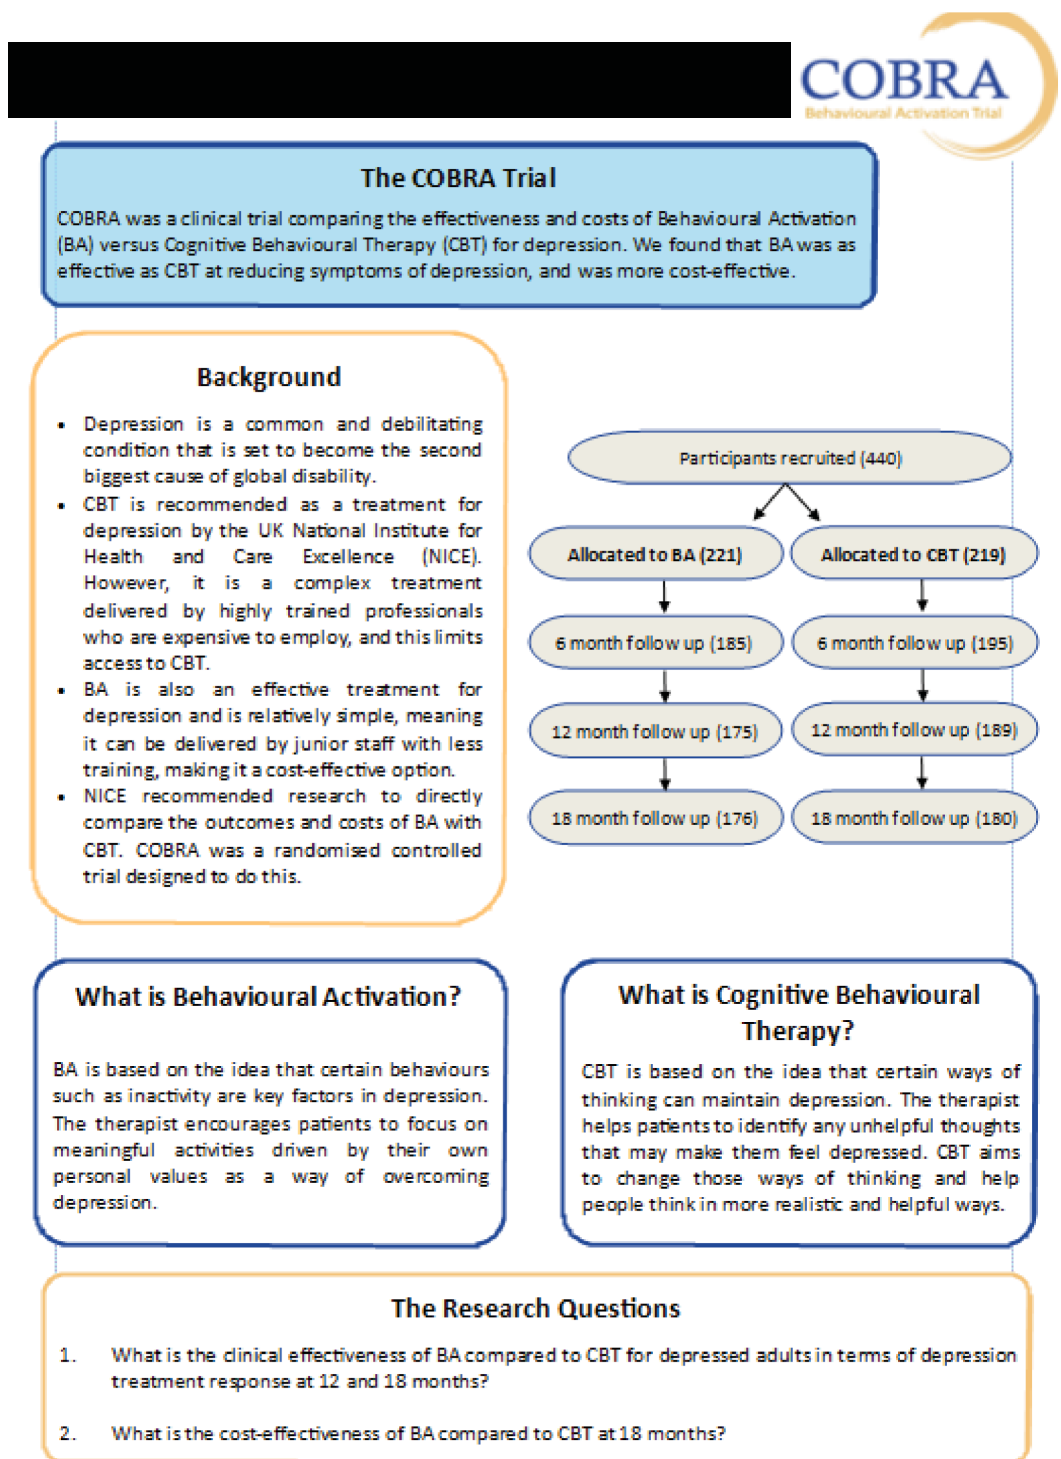 COBRA
Behavioural Activation Trial
The COBRA Trial
COBRA was a clinical trial comparing the effectiveness and costs of Behavioural Activation
(BA) versus Cognitive Behavioural Therapy (CBT) for depression. We found that BA was as
effective as CBT at reducing symptoms of depression, and was more cost-effective.
Background
• Depression is a common and debilitating
condition that is set to become the second
biggest cause of global disability.
• CBT is recommended as a treatment for
depression by the UK National Institute for
Health and Care Excellence (NICE).
However, it is a complex treatment
delivered by highly trained professionals
who are expensive to employ, and this limits
access to CBT.
• BA is also an effective treatment for
depression and is relatively simple, meaning
it can be delivered by junior staff with less
training, making it a cost-effective option.
• NICE recommended research to directly
compare the outcomes and costs of BA with
CBT. COBRA was a randomised controlled
trial designed to do this.
Participants recruited (440)
Allocated to BA (221)
Allocated to CBT (219)
6 month follow up (185)
6 month follow up (195)
12 month follow up (175)
12 month follow up (189)
18 month follow up (176)
18 month follow up (180)
What is Behavioural Activation?
BA is based on the idea that certain behaviours
such as inactivity are key factors in depression.
The therapist encourages patients to focus on
meaningful activities driven by their own
personal values as a way of overcoming
depression.
What is Cognitive Behavioural
Therapy?
CBT is based on the idea that certain ways of
thinking can maintain depression. The therapist
helps patients to identify any unhelpful thoughts
that may make them feel depressed. CBT aims
to change those ways of thinking and help
people think in more realistic and helpful ways.
The Research Questions
1. What is the clinical effectiveness of BA compared to CBT for depressed adults in terms of depression
treatment response at 12 and 18 months?
2. What is the cost-effectiveness of BA compared to CBT at 18 months?